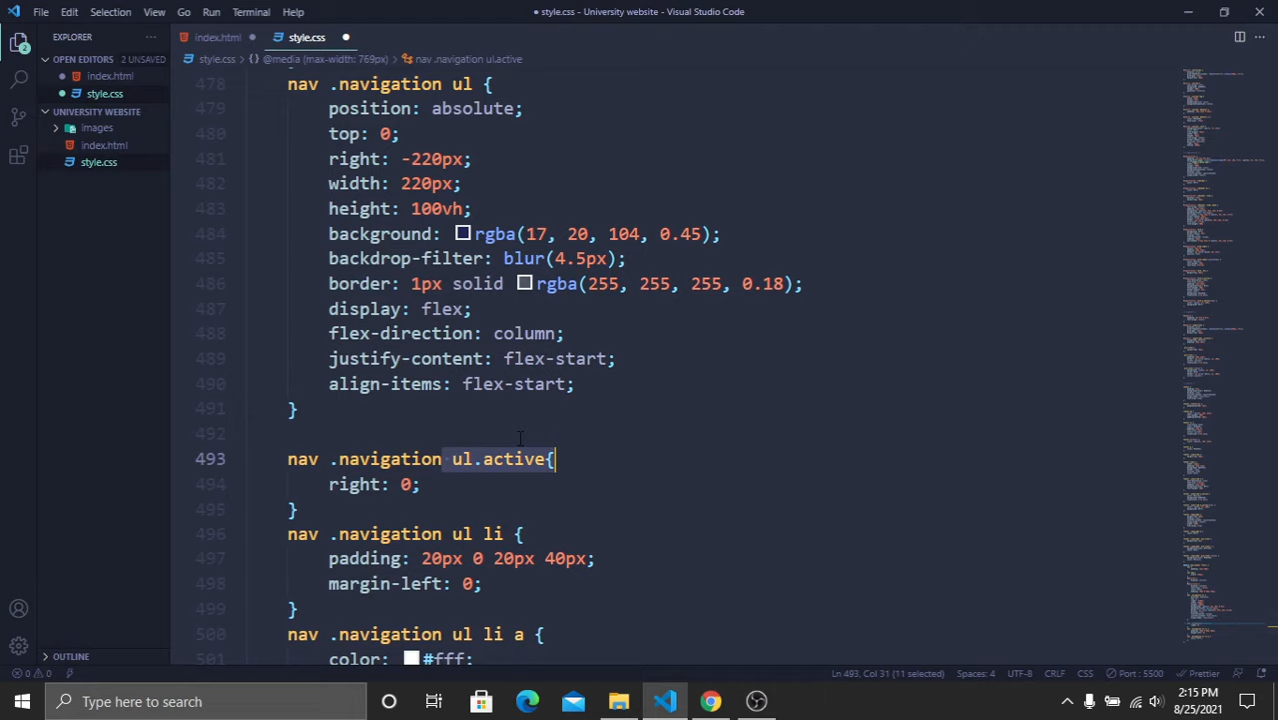 File Edit Selection View Go Run Terminal Help
● style.css - University website - Visual Studio Code
EXPLORER
index.html ●
style.css ●
OPEN EDITORS 2 UNSAVED
style.css > {} @media (max-width: 769px) > nav .navigation ul.active
2
● index.html
● style.css
UNIVERSITY WEBSITE
images
index.html
style.css
478 nav .navigation ul {
479 position: absolute;
480 top: 0;
481 right: -220px;
482 width: 220px;
483 height: 100vh;
484 background: rgba(17, 20, 104, 0.45);
485 backdrop-filter: blur(4.5px);
486 border: 1px solid rgba(255, 255, 255, 0.18);
487 display: flex;
488 flex-direction: column;
489 justify-content: flex-start;
490 align-items: flex-start;
491 }
492
493 nav .navigation ul.active{
494 right: 0;
495 }
496 nav .navigation ul li {
497 padding: 20px 0 20px 40px;
498 margin-left: 0;
499 }
500 nav .navigation ul li a {
501 color: #fff;
OUTLINE
0 0 Ln 493, Col 31 (11 selected) Spaces: 4 UTF-8 CRLF CSS Port : 5500 Prettier
Type here to search
2:15 PM
8/25/2021